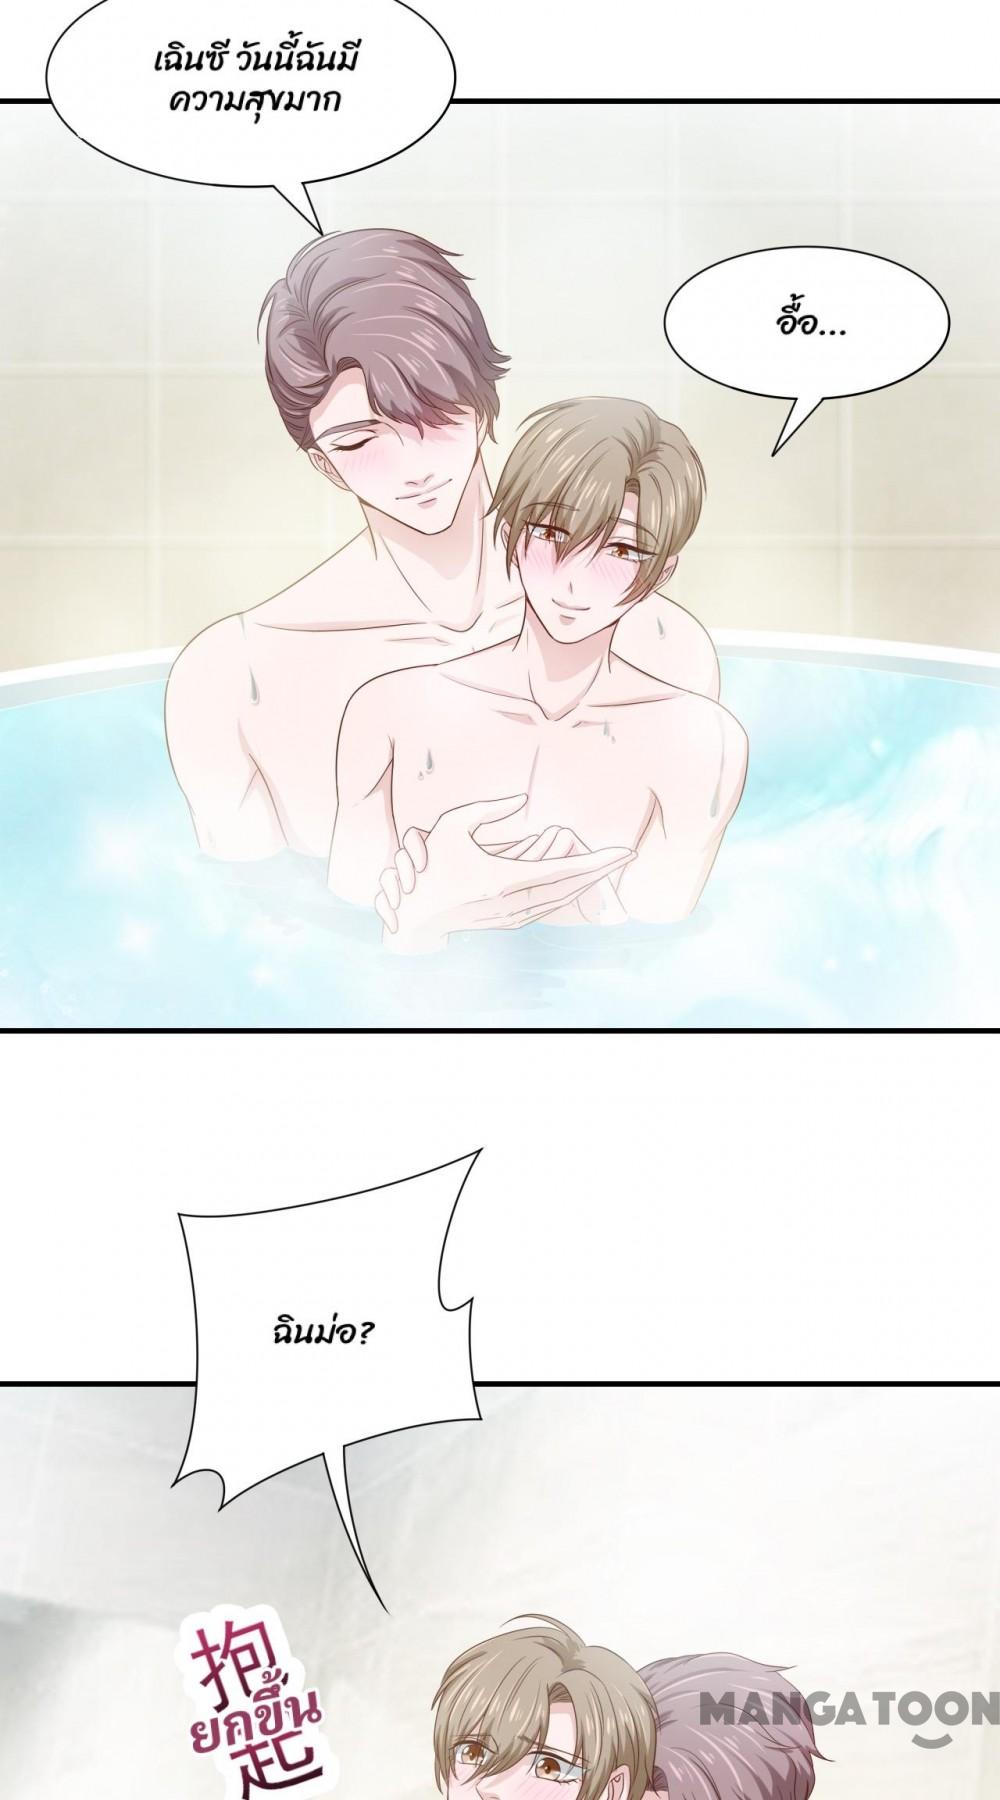 เฉินซี วันนี้ฉันมี
ความสุขมาก
อื้อ...
ฉินม่อ?
抱
ยกขึ้น
起
MANGATOON